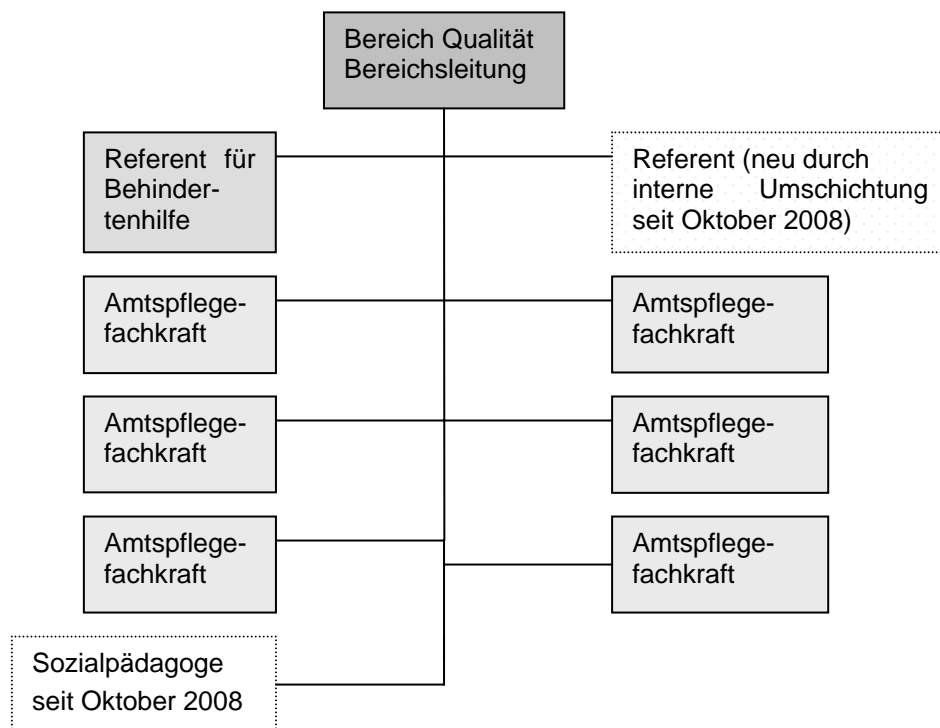 Bereich Qualität
Bereichsleitung
Referent für
Behinder-
tenhilfe
Referent (neu durch
interne Umschichtung
seit Oktober 2008)
Amtspflege-
fachkraft
Amtspflege-
fachkraft
Amtspflege-
fachkraft
Amtspflege-
fachkraft
Amtspflege-
fachkraft
Amtspflege-
fachkraft
Sozialpädagoge
seit Oktober 2008